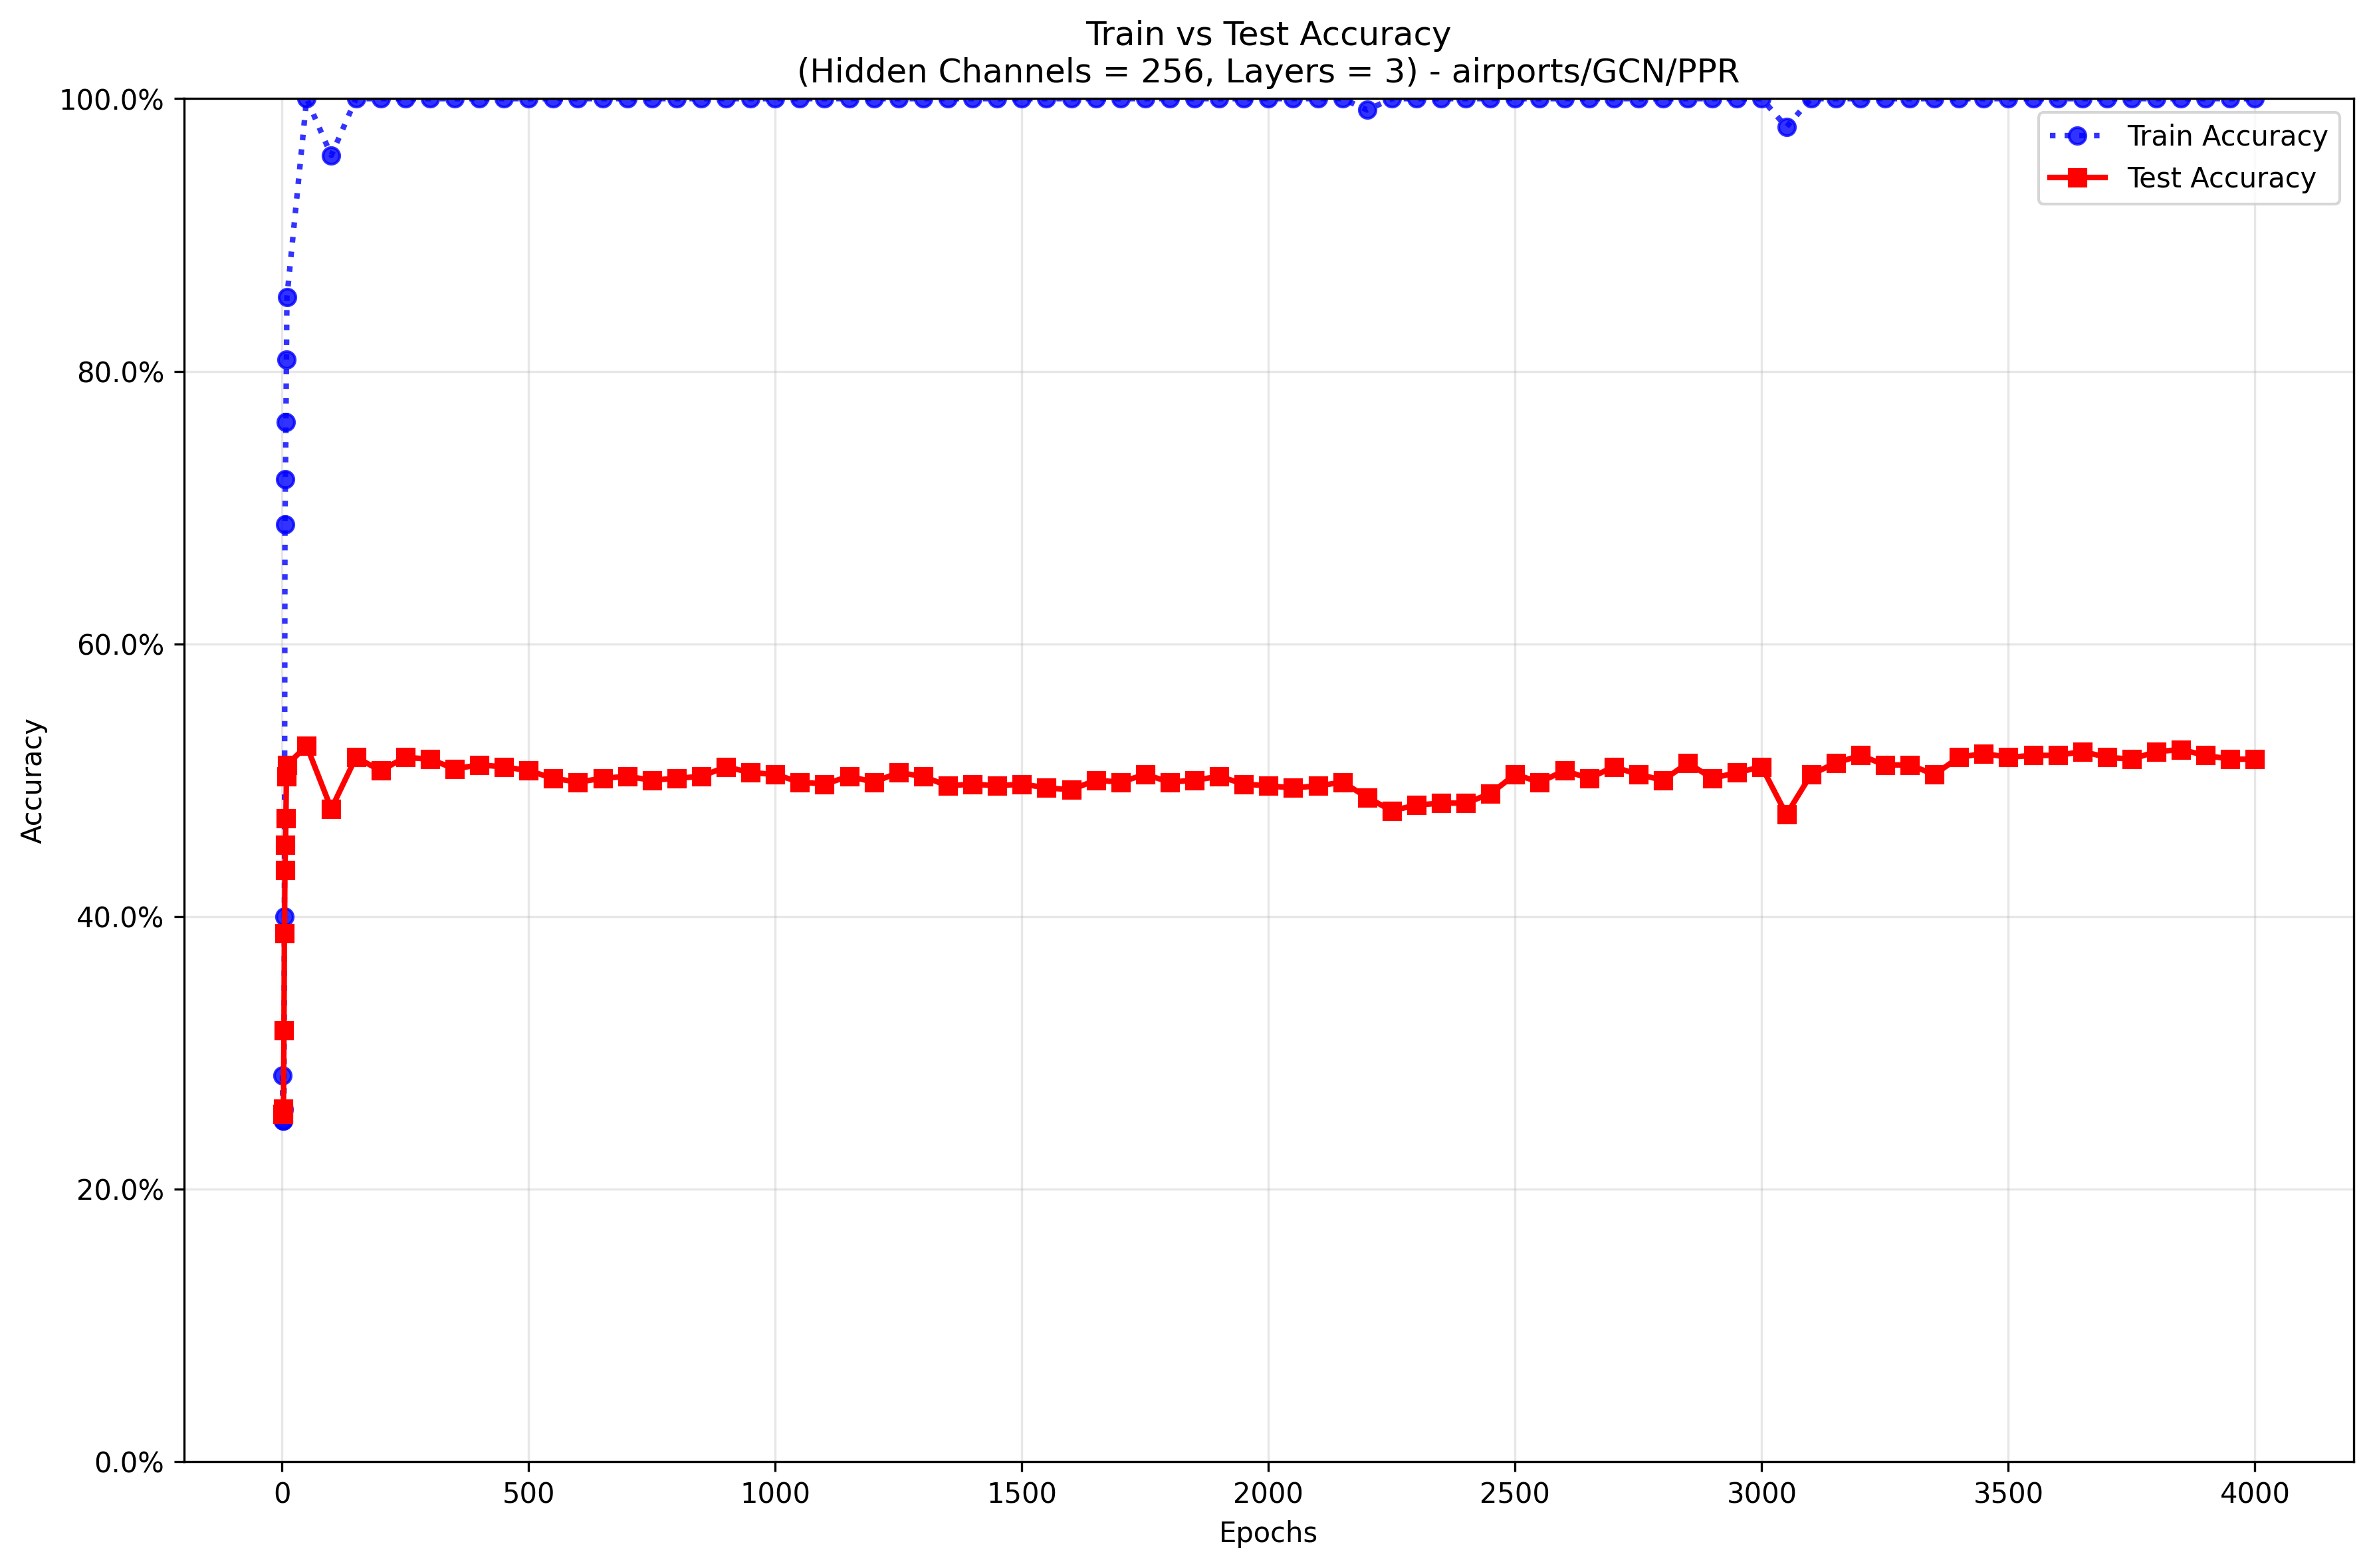 Train vs Test Accuracy
(Hidden Channels = 256, Layers = 3) - airports/GCN/PPR
100.0%
80.0%
60.0%
40.0%
20.0%
0.0%
Accuracy
Train Accuracy
Test Accuracy
0 500 1000 1500 2000 2500 3000 3500 4000
Epochs